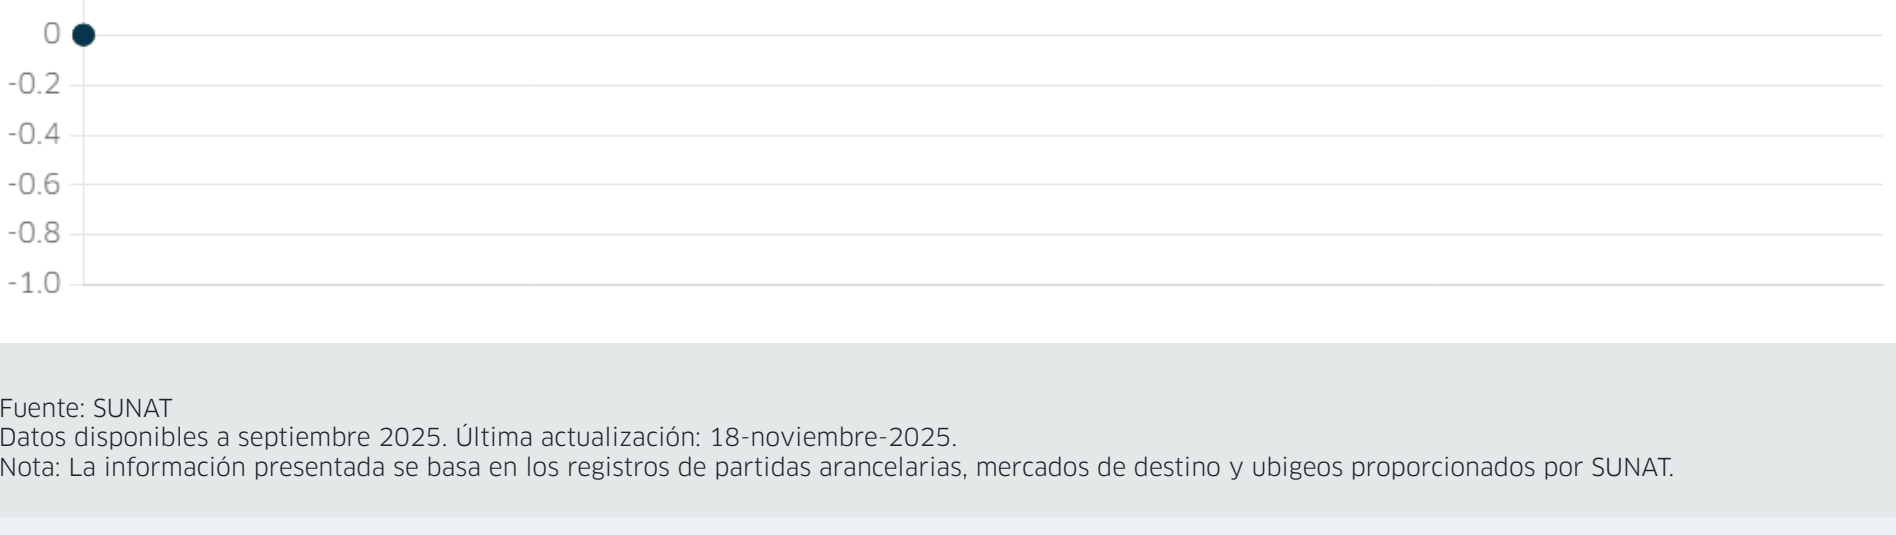 0
-0.2
-0.4
-0.6
-0.8
-1.0
Fuente: SUNAT
Datos disponibles a septiembre 2025. Última actualización: 18-noviembre-2025.
Nota: La información presentada se basa en los registros de partidas arancelarias, mercados de destino y ubigeos proporcionados por SUNAT.